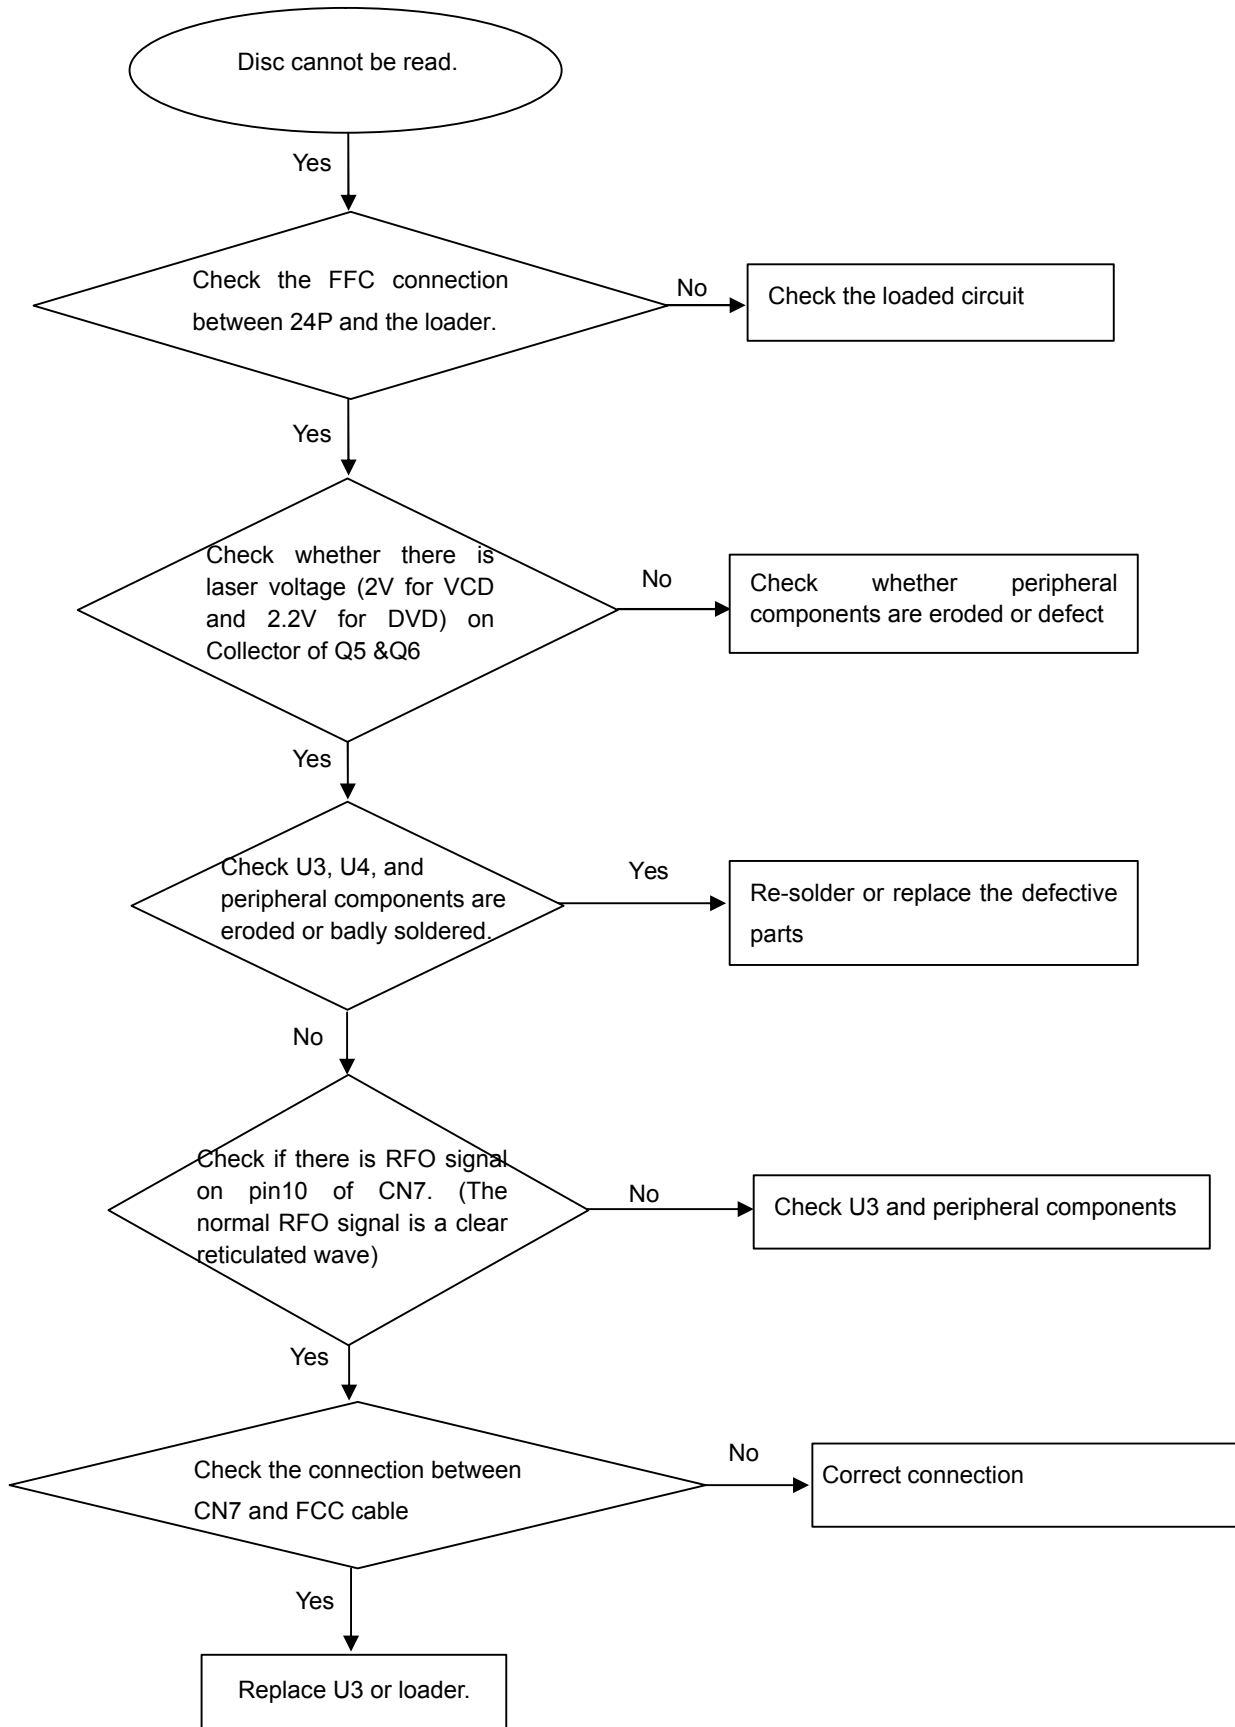 Disc cannot be read.
Yes
Check the FFC connection
between 24P and the loader.
No
Check the loaded circuit
Yes
Check whether there is
laser voltage (2V for VCD
and 2.2V for DVD) on
Collector of Q5 &Q6
No
Check whether peripheral
components are eroded or defect
Yes
Check U3, U4, and
peripheral components are
eroded or badly soldered.
Yes
Re-solder or replace the defective
parts
No
Check if there is RFO signal
on pin10 of CN7. (The
normal RFO signal is a clear
reticulated wave)
No
Check U3 and peripheral components
Yes
Check the connection between
CN7 and FCC cable
No
Correct connection
Yes
Replace U3 or loader.